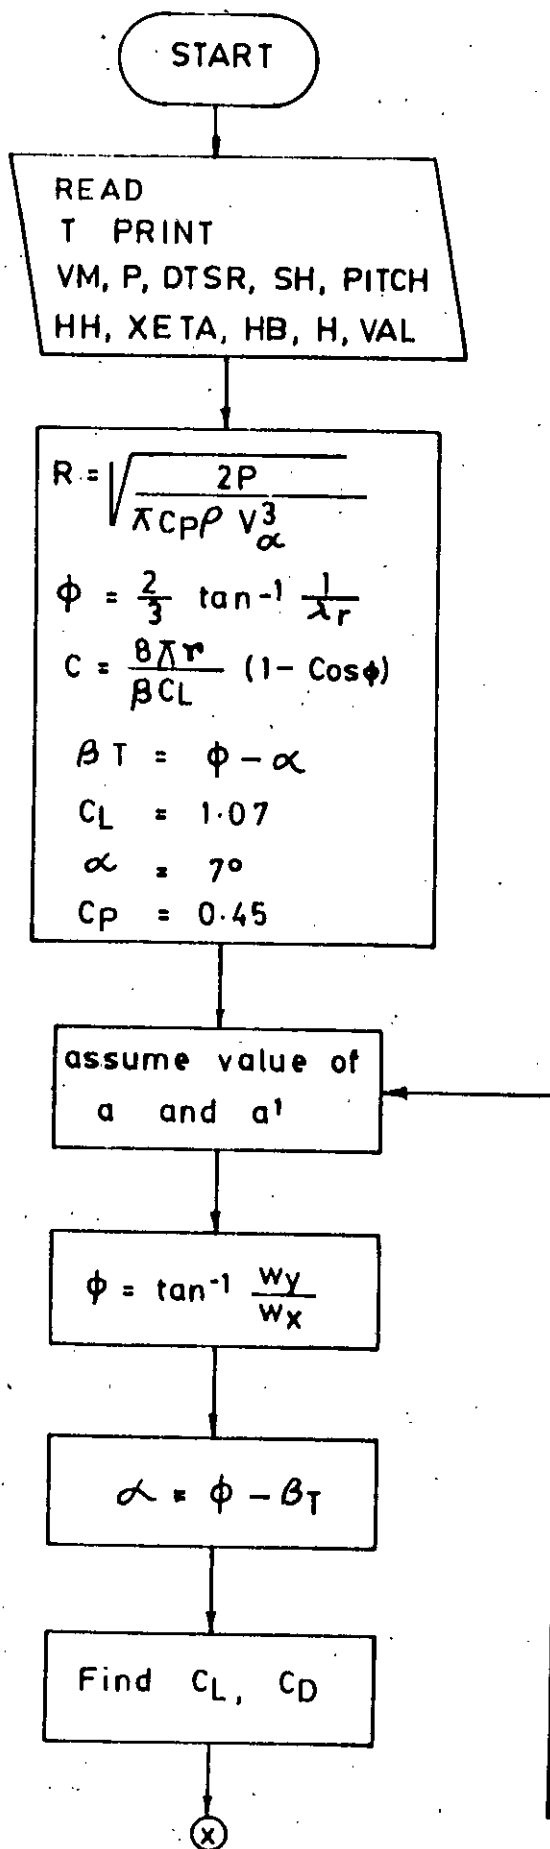 START
READ
T PRINT
VM, P, DTSR, SH, PITCH
HH, XETA, HB, H, VAL
R = √(2P / π CP ρ V³α)
ϕ = 2/3 tan⁻¹ 1/λr
C = 8πr / βCL (1- Cosϕ)
βT = ϕ - α
CL = 1.07
α = 7°
CP = 0.45
assume value of
a and a'
ϕ = tan⁻¹ Wy/Wx
α = ϕ - βT
Find CL, CD
X